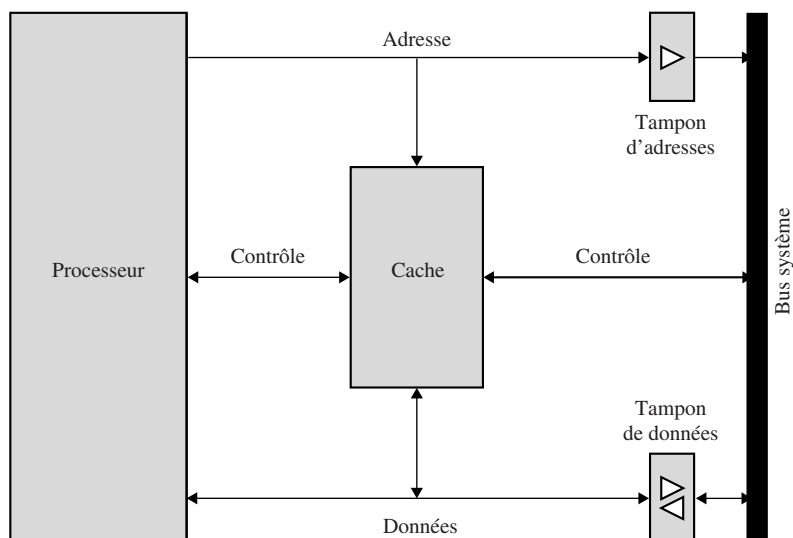 Adresse
Tampon
d'adresses
Processeur
Contrôle
Cache
Contrôle
Bus système
Tampon
de données
Données